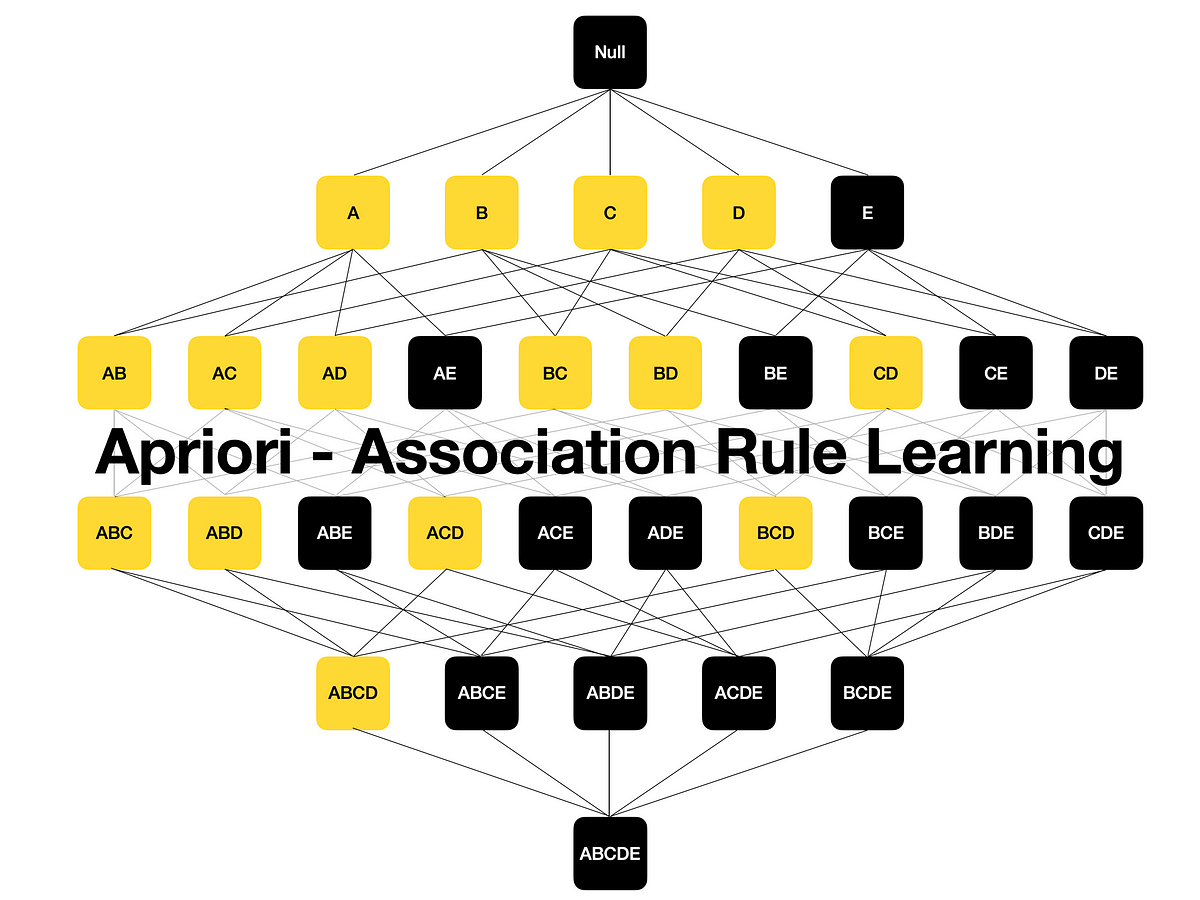 Null
A B C D E
AB AC AD AE BC BD BE CD CE DE
Apriori - Association Rule Learning
ABC ABD ABE ACD ACE ADE BCD BCE BDE CDE
ABCD ABCE ABDE ACDE BCDE
ABCDE